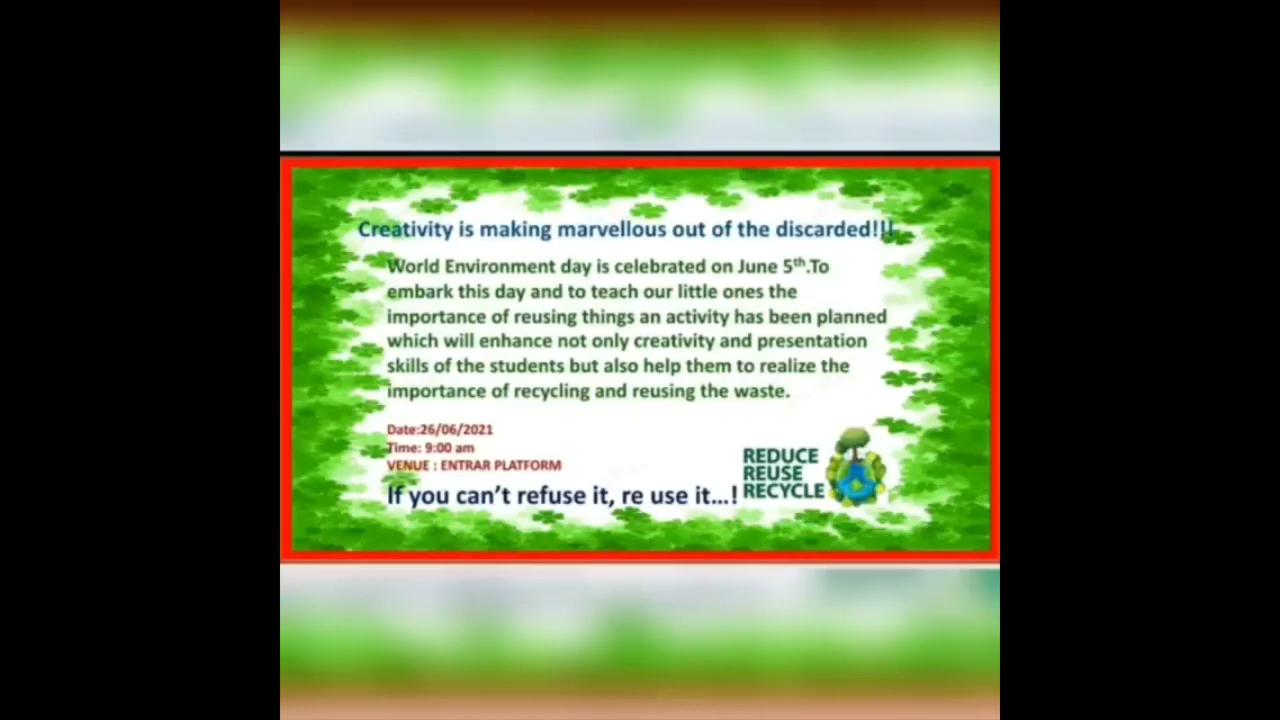 Creativity is making marvellous out of the discarded!!!
World Environment day is celebrated on June 5th.To
embark this day and to teach our little ones the
importance of reusing things an activity has been planned
which will enhance not only creativity and presentation
skills of the students but also help them to realize the
importance of recycling and reusing the waste.
Date:26/06/2021
Time: 9:00 am
VENUE : ENTRAR PLATFORM
If you can't refuse it, re use it...!
REDUCE
REUSE
RECYCLE